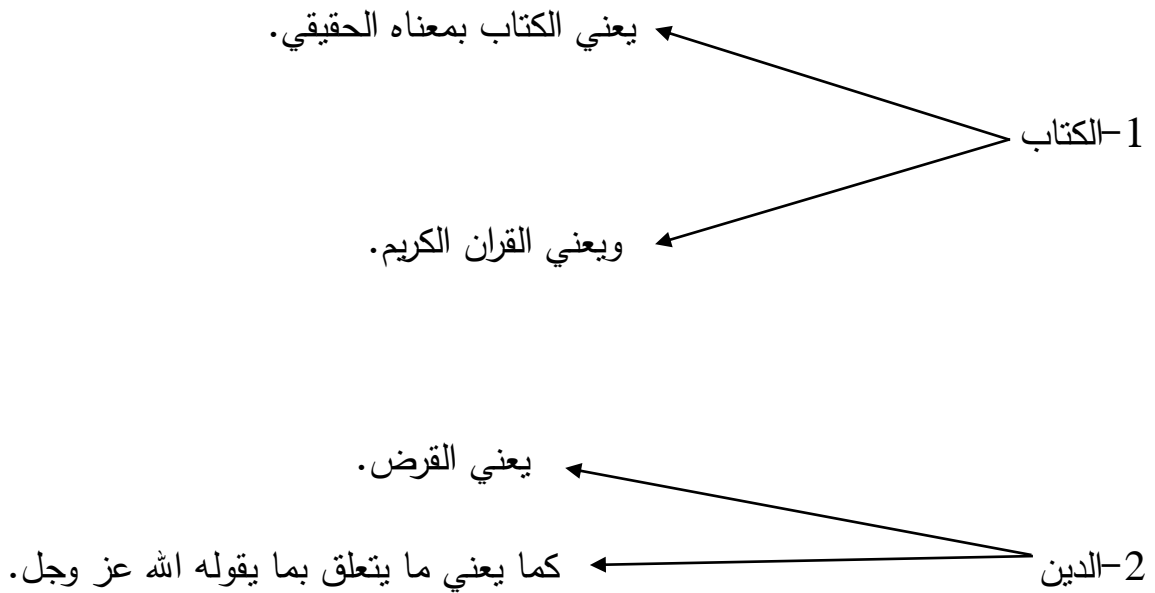 يعني الكتاب بمعناه الحقيقي.
1-الكتاب
ويعني القران الكريم.
يعني القرض.
2-الدين
كما يعني ما يتعلق بما يقوله الله عز وجل.